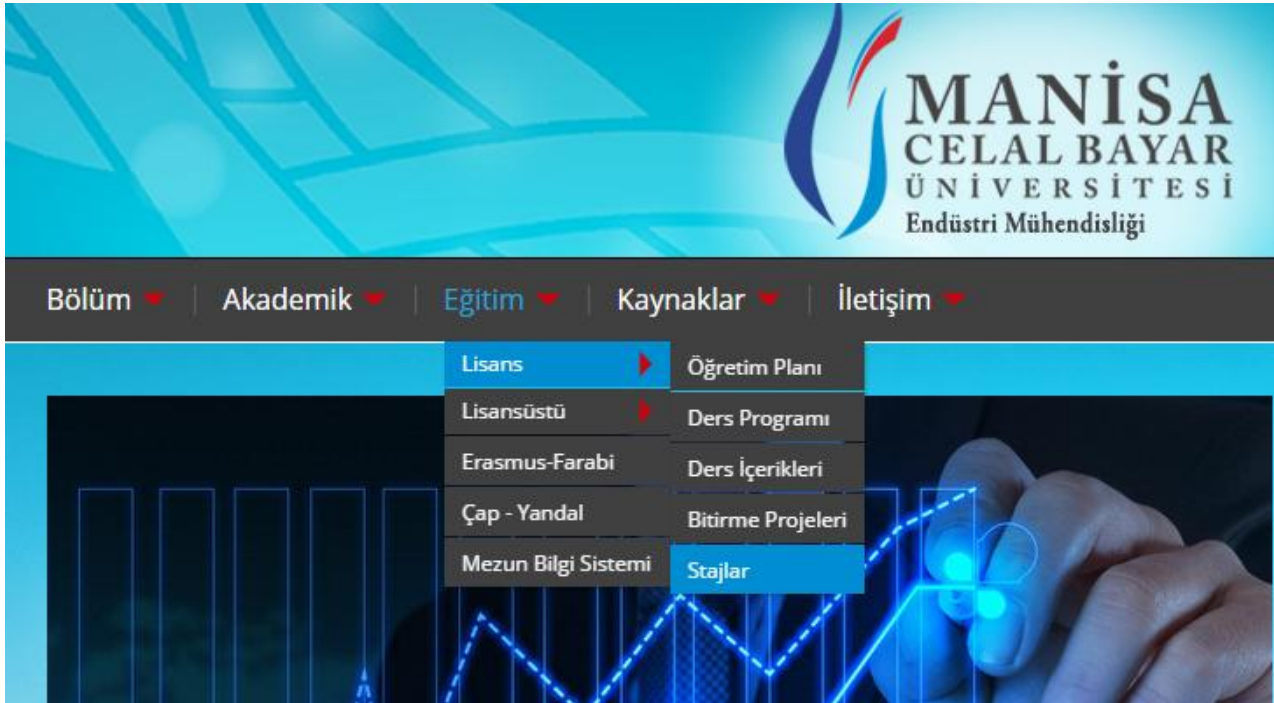 MANİSA
CELAL BAYAR
ÜNİVERSİTESİ
Endüstri Mühendisliği
Bölüm Akademik Eğitim Kaynaklar İletişim
Lisans
Lisansüstü
Erasmus-Farabi
Çap - Yandal
Mezun Bilgi Sistemi
Öğretim Planı
Ders Programı
Ders İçerikleri
Bitirme Projeleri
Stajlar